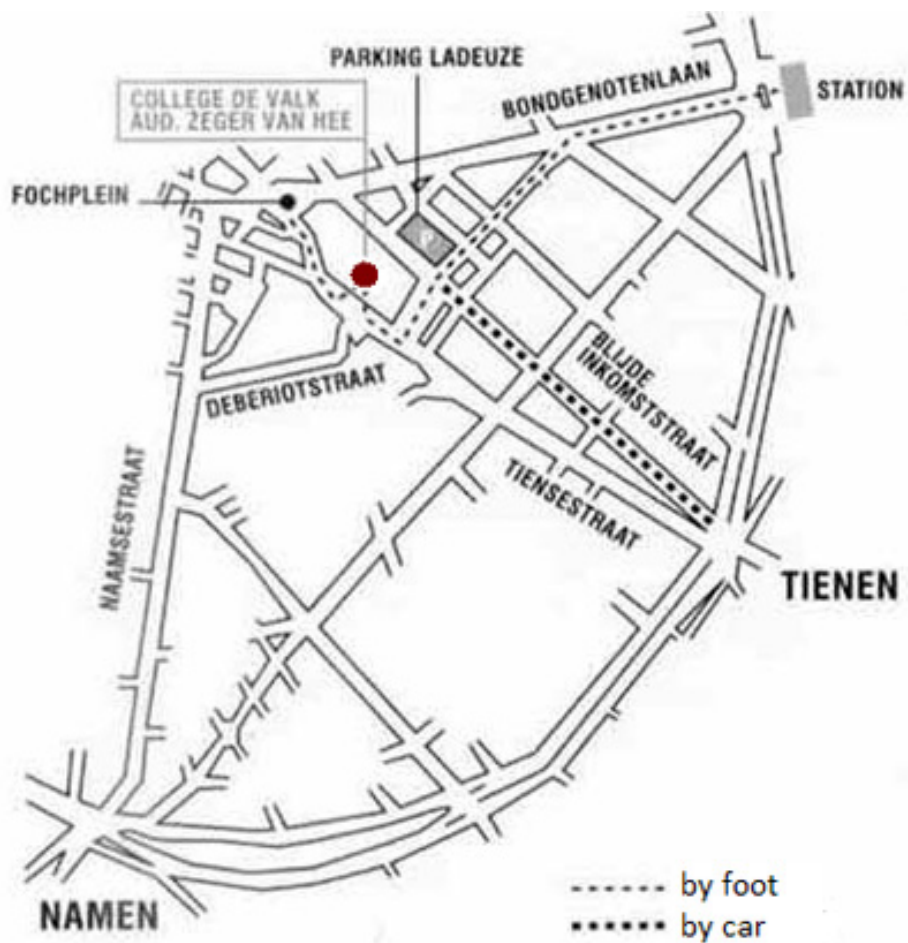 PARKING LADEUZE
BONDGENOTENLAAN
STATION
COLLEGE DE VALK
AUD. ZEGER VAN HEE
FOCHPLEIN
P
BLIJDE
INKOMSTSTRAAT
DEBERIOTSTRAAT
TIENSESTRAAT
NAAMSESTRAAT
TIENEN
NAMEN
by foot
by car